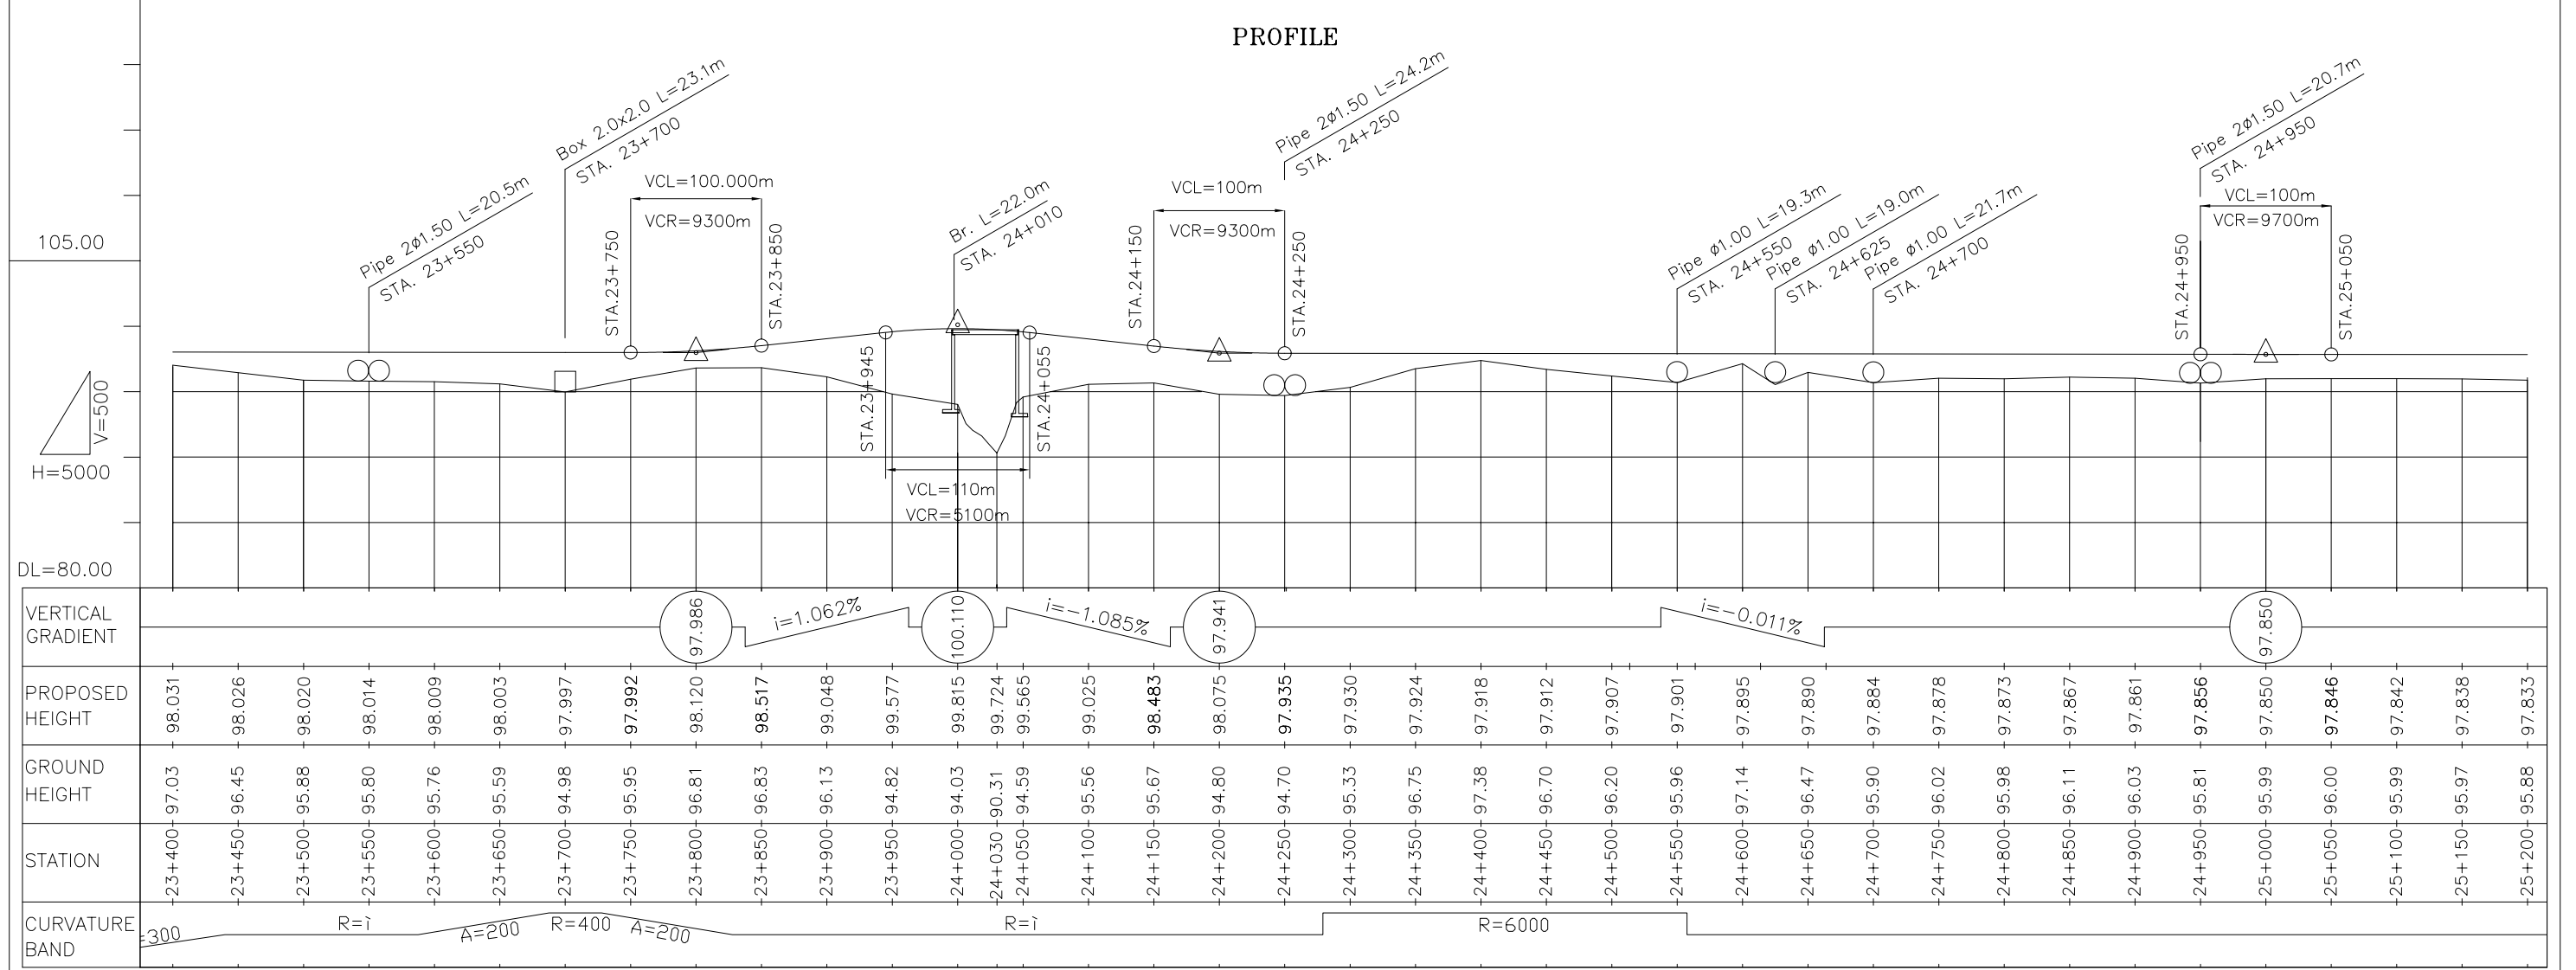 PROFILE
Pipe 2ø1.50 L=20.5m
STA. 23+550
Box 2.0x2.0 L=23.1m
STA. 23+700
VCL=100.000m
VCR=9300m
STA.23+750
STA.23+850
Br. L=22.0m
STA. 24+010
STA.23+945
STA.24+055
VCL=110m
VCR=5100m
VCL=100m
VCR=9300m
STA.24+150
STA.24+250
Pipe 2ø1.50 L=24.2m
STA. 24+250
Pipe ø1.00 L=19.3m
STA. 24+550
Pipe ø1.00 L=19.0m
STA. 24+625
Pipe ø1.00 L=21.7m
STA. 24+700
Pipe 2ø1.50 L=20.7m
STA. 24+950
VCL=100m
VCR=9700m
STA.24+950
STA.25+050
105.00
V=500
H=5000
DL=80.00
VERTICAL GRADIENT
97.986 i=1.062% 100.110 i=-1.085% 97.941 i=-0.011% 97.850
PROPOSED HEIGHT
98.031 98.026 98.020 98.014 98.009 98.003 97.997 97.992 98.120 98.517 99.048 99.577 99.815 99.724 99.565 99.025 98.483 98.075 97.935 97.930 97.924 97.918 97.912 97.907 97.901 97.895 97.890 97.884 97.878 97.873 97.867 97.861 97.856 97.850 97.846 97.842 97.838 97.833
GROUND HEIGHT
97.03 96.45 95.88 95.80 95.76 95.59 94.98 95.95 96.81 96.83 96.13 94.82 94.03 90.31 94.59 95.56 95.67 94.80 94.70 95.33 96.75 97.38 96.70 96.20 95.96 97.14 96.47 95.90 96.02 95.98 96.11 96.03 95.81 95.99 96.00 95.99 95.97 95.88
STATION
23+400 23+450 23+500 23+550 23+600 23+650 23+700 23+750 23+800 23+850 23+900 23+950 24+000 24+030 24+050 24+100 24+150 24+200 24+250 24+300 24+350 24+400 24+450 24+500 24+550 24+600 24+650 24+700 24+750 24+800 24+850 24+900 24+950 25+000 25+050 25+100 25+150 25+200
CURVATURE BAND
=300 R=ì A=200 R=400 A=200 R=ì R=6000